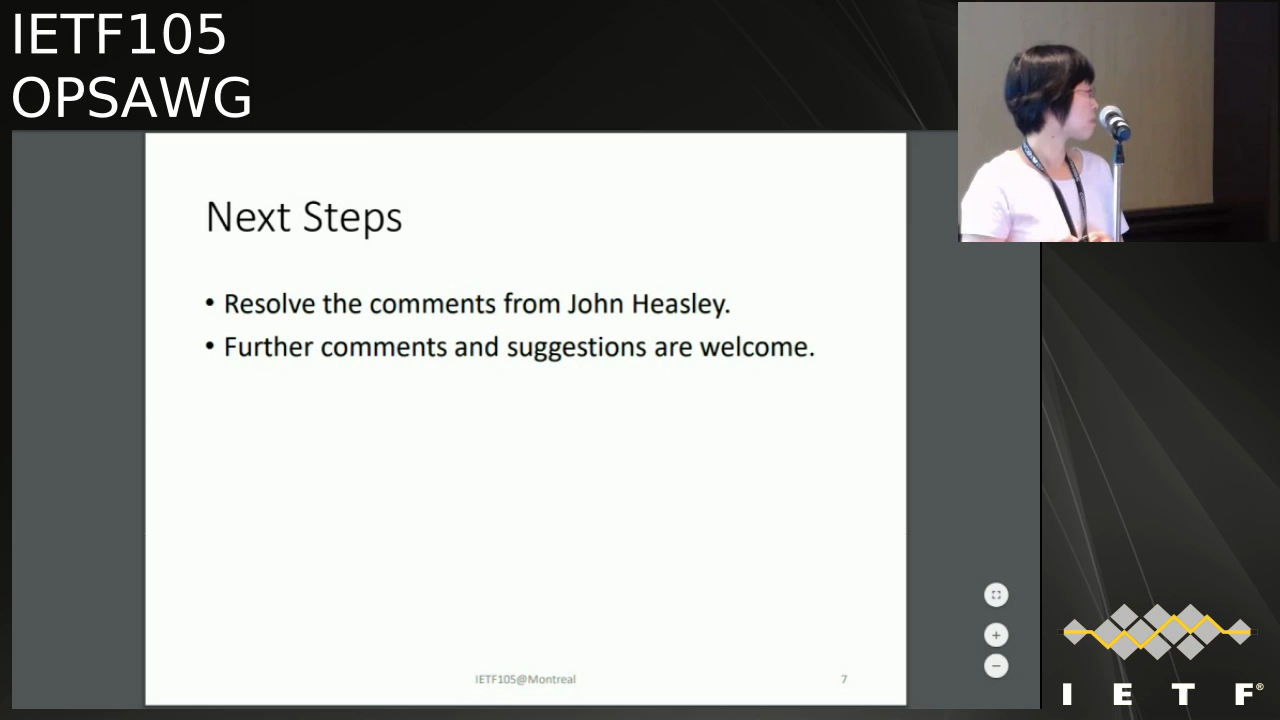 IETF105
OPSAWG
Next Steps
• Resolve the comments from John Heasley.
• Further comments and suggestions are welcome.
IETF105@Montreal
7
I E T F®